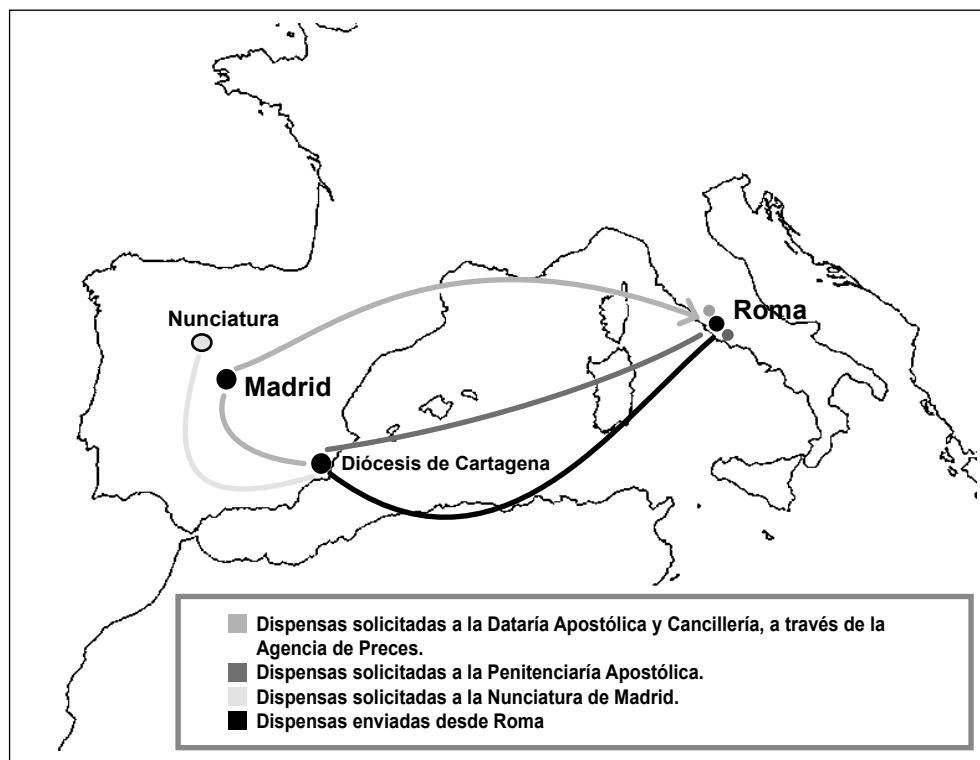 Nunciatura
Roma
Madrid
Diócesis de Cartagena
Dispensas solicitadas a la Dataría Apostólica y Cancillería, a través de la
Agencia de Preces.
Dispensas solicitadas a la Penitenciaría Apostólica.
Dispensas solicitadas a la Nunciatura de Madrid.
Dispensas enviadas desde Roma